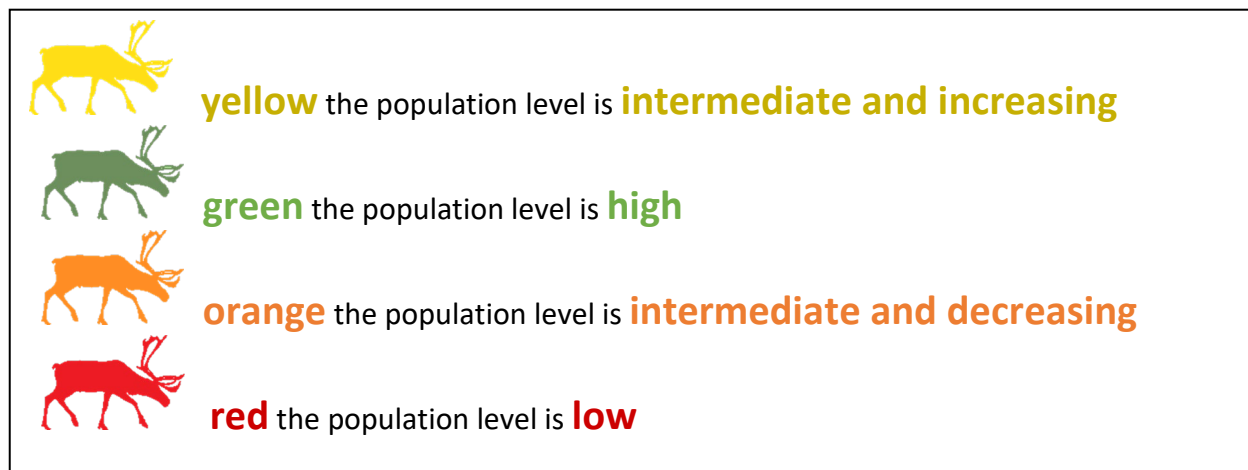 yellow the population level is intermediate and increasing
green the population level is high
orange the population level is intermediate and decreasing
red the population level is low